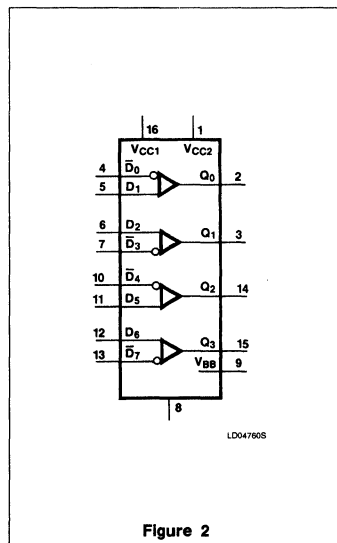 16 1
VCC1 VCC2
4 D̅0 Q0 2
5 D1
6 D2 Q1 3
7 D̅3
10 D̅4 Q2 14
11 D5
12 D6 Q3 15
13 D̅7 VBB 9
8
LD04760S
Figure 2